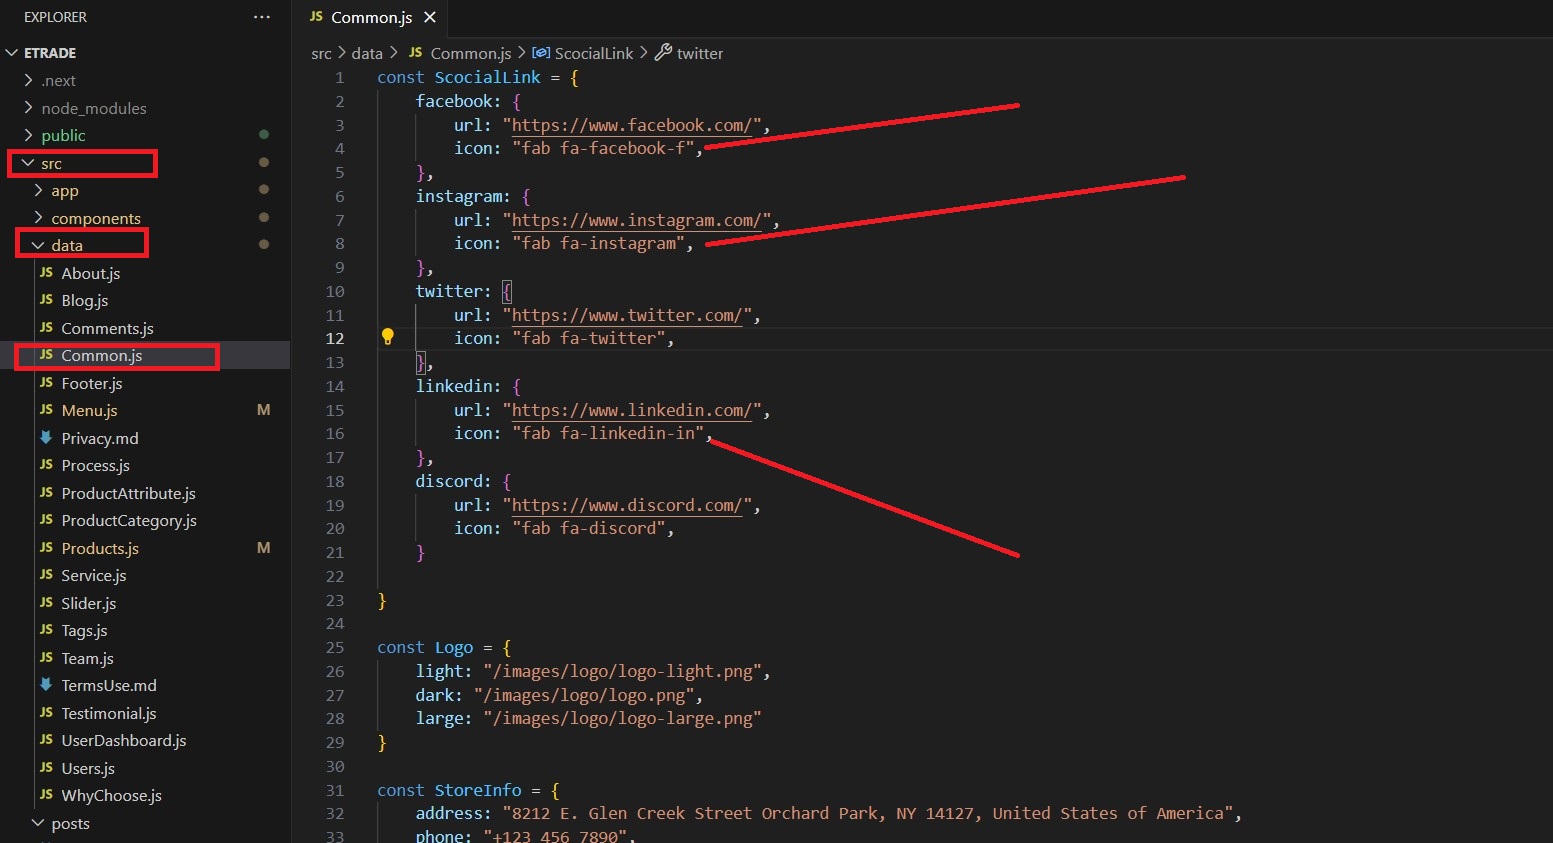 EXPLORER
ETRADE
.next
node_modules
public
src
app
components
data
JS About.js
JS Blog.js
JS Comments.js
JS Common.js
JS Footer.js
JS Menu.js M
Privacy.md
JS Process.js
JS ProductAttribute.js
JS ProductCategory.js
JS Products.js M
JS Service.js
JS Slider.js
JS Tags.js
JS Team.js
TermsUse.md
JS Testimonial.js
JS UserDashboard.js
JS Users.js
JS WhyChoose.js
posts
JS Common.js
src > data > JS Common.js > ScocialLink > twitter
1 const ScocialLink = {
2 facebook: {
3 url: "https://www.facebook.com/",
4 icon: "fab fa-facebook-f",
5 },
6 instagram: {
7 url: "https://www.instagram.com/",
8 icon: "fab fa-instagram",
9 },
10 twitter: {
11 url: "https://www.twitter.com/",
12 icon: "fab fa-twitter",
13 },
14 linkedin: {
15 url: "https://www.linkedin.com/",
16 icon: "fab fa-linkedin-in",
17 },
18 discord: {
19 url: "https://www.discord.com/",
20 icon: "fab fa-discord",
21 }
22
23 }
24
25 const Logo = {
26 light: "/images/logo/logo-light.png",
27 dark: "/images/logo/logo.png",
28 large: "/images/logo/logo-large.png"
29 }
30
31 const StoreInfo = {
32 address: "8212 E. Glen Creek Street Orchard Park, NY 14127, United States of America",
33 phone: "+123 456 7890",